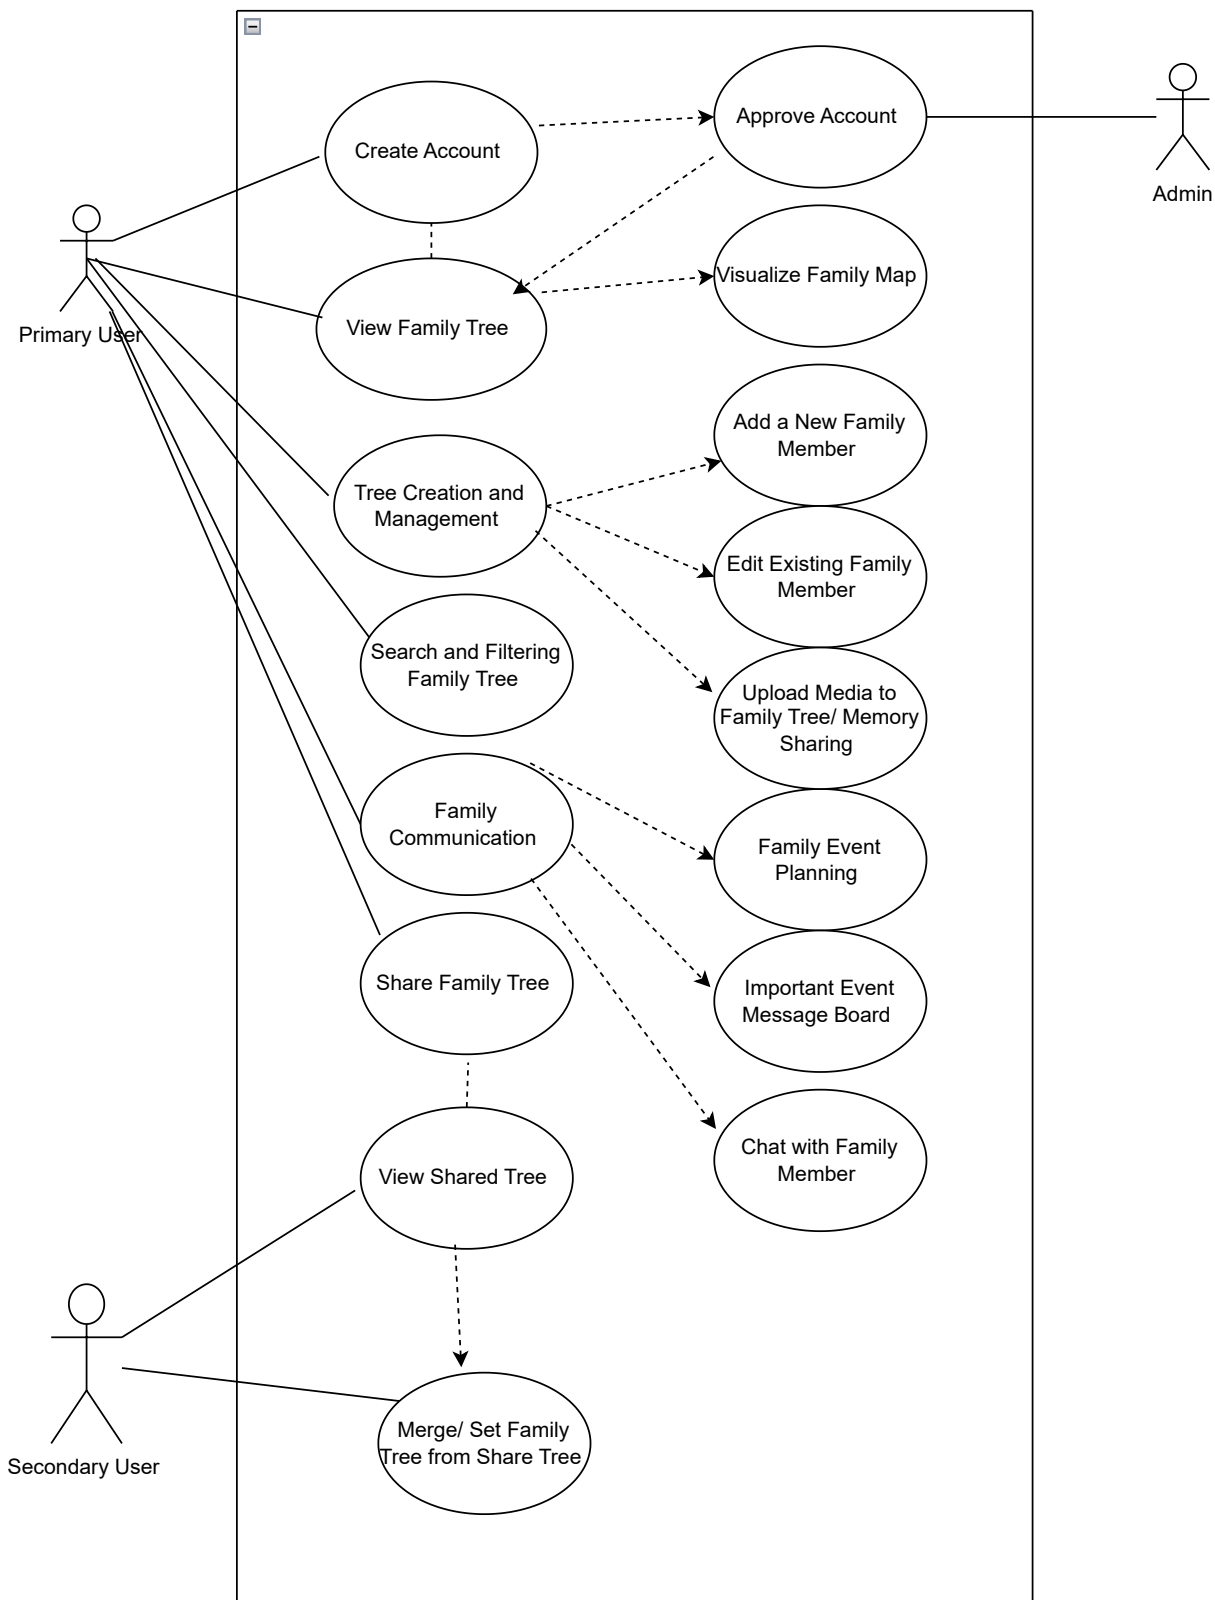 Approve Account
Create Account
Admin
Visualize Family Map
View Family Tree
Primary User
Add a New Family
Member
Tree Creation and
Management
Edit Existing Family
Member
Search and Filtering
Family Tree
Upload Media to
Family Tree/ Memory
Sharing
Family
Communication
Family Event
Planning
Share Family Tree
Important Event
Message Board
View Shared Tree
Chat with Family
Member
Secondary User
Merge/ Set Family
Tree from Share Tree